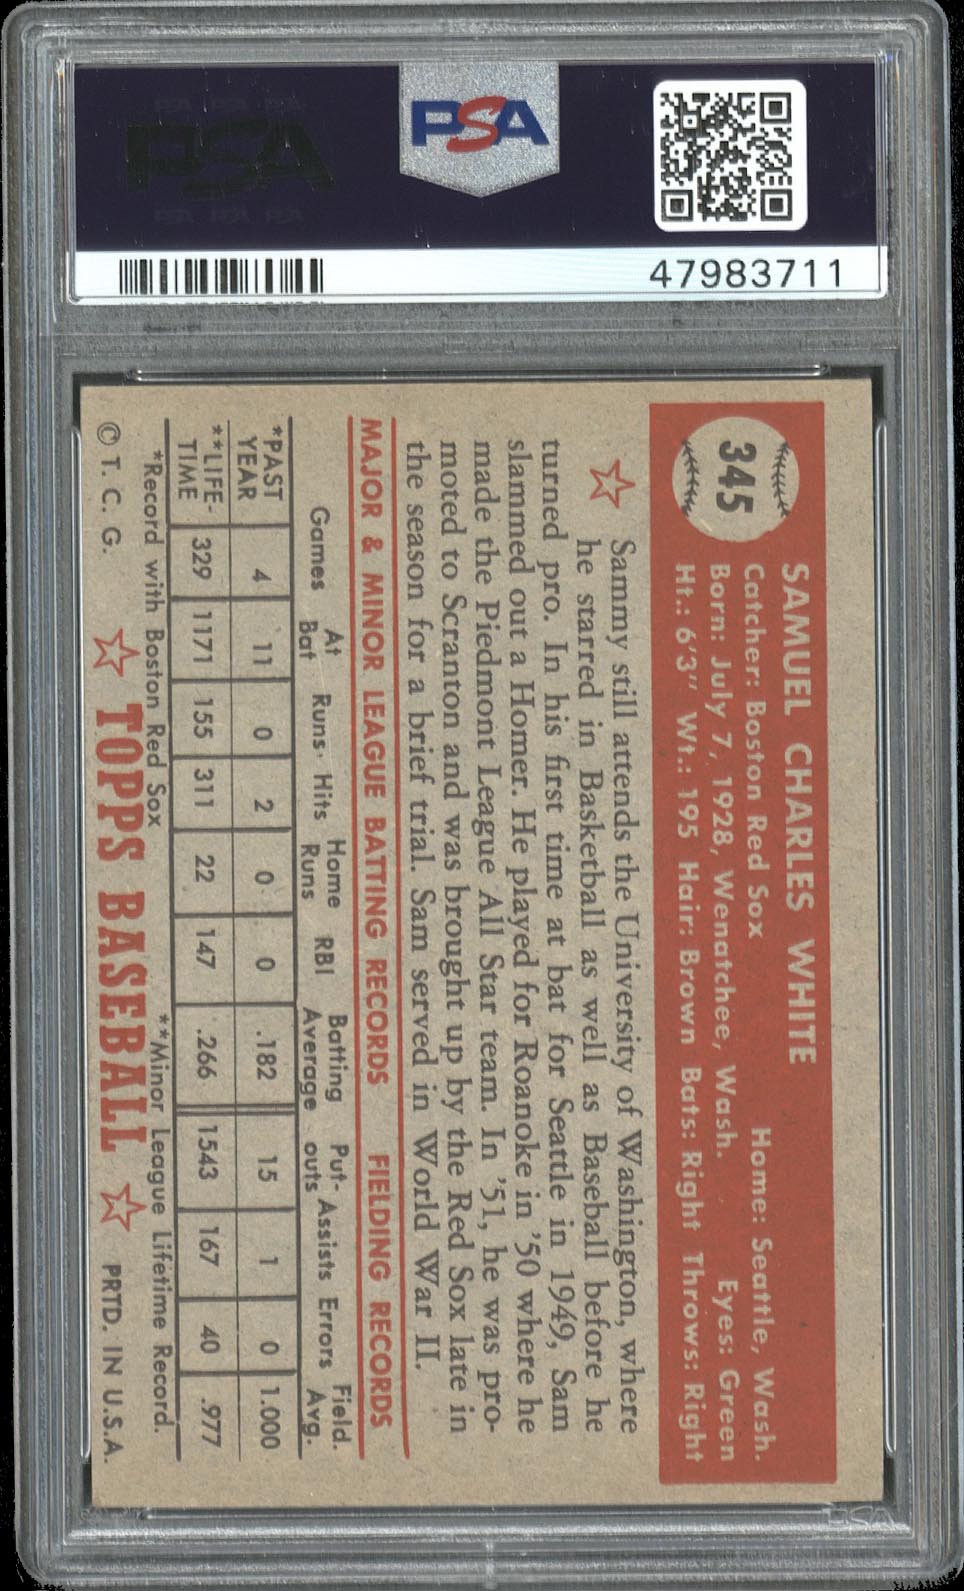 PSA
47983711
345
SAMUEL CHARLES WHITE
Catcher: Boston Red Sox Home: Seattle, Wash.
Born: July 7, 1928, Wenatchee, Wash. Eyes: Green
Ht.: 6'3" Wt.: 195 Hair: Brown Bats: Right Throws: Right
Sammy still attends the University of Washington, where
he starred in Basketball as well as Baseball before he
turned pro. In his first time at bat for Seattle in 1949, Sam
slammed out a Homer. He played for Roanoke in '50 where he
made the Piedmont League All Star team. In '51, he was pro-
moted to Scranton and was brought up by the Red Sox late in
the season for a brief trial. Sam served in World War II.
MAJOR & MINOR LEAGUE BATTING RECORDS FIELDING RECORDS
Games At Bat Runs Hits Home Runs RBI Batting Average Put-outs Assists Errors Field. Avg.
*PAST YEAR 4 11 0 2 0 0 .182 15 1 0 1.000
**LIFE-TIME 329 1171 155 311 22 147 .266 1543 167 40 .977
*Record with Boston Red Sox **Minor League Lifetime Record.
© T. C. G. TOPPS BASEBALL PRTD. IN U.S.A.